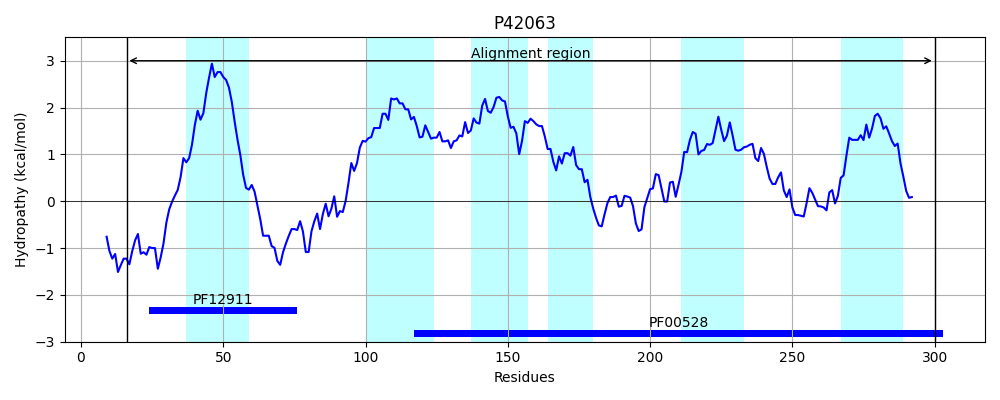 P42063
Alignment region
3
2
1
0
−1
−2
−3
Hydropathy (kcal/mol)
PF12911
PF00528
0 50 100 150 200 250 300
Residues